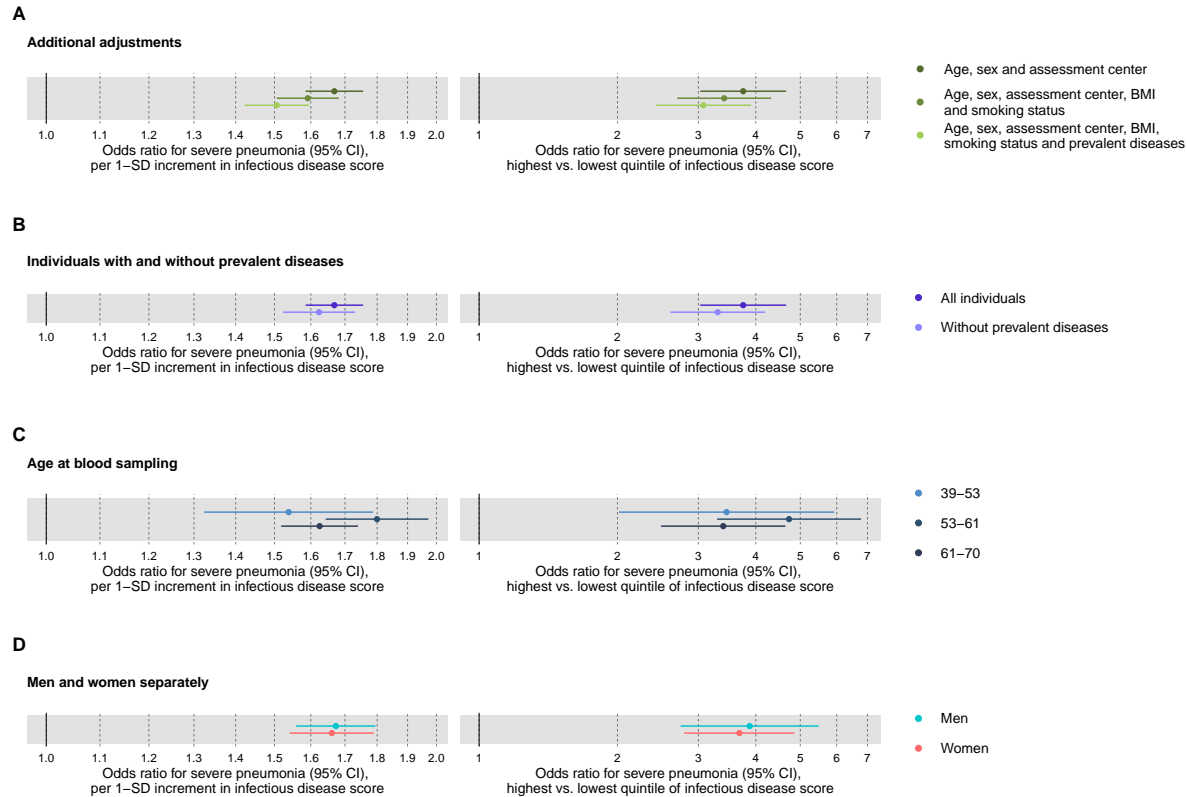 A
Additional adjustments
1.0 1.1 1.2 1.3 1.4 1.5 1.6 1.7 1.8 1.9 2.0
Odds ratio for severe pneumonia (95% CI),
per 1−SD increment in infectious disease score
1 2 3 4 5 6 7
Odds ratio for severe pneumonia (95% CI),
highest vs. lowest quintile of infectious disease score
Age, sex and assessment center
Age, sex, assessment center, BMI
and smoking status
Age, sex, assessment center, BMI,
smoking status and prevalent diseases
B
Individuals with and without prevalent diseases
1.0 1.1 1.2 1.3 1.4 1.5 1.6 1.7 1.8 1.9 2.0
Odds ratio for severe pneumonia (95% CI),
per 1−SD increment in infectious disease score
1 2 3 4 5 6 7
Odds ratio for severe pneumonia (95% CI),
highest vs. lowest quintile of infectious disease score
All individuals
Without prevalent diseases
C
Age at blood sampling
1.0 1.1 1.2 1.3 1.4 1.5 1.6 1.7 1.8 1.9 2.0
Odds ratio for severe pneumonia (95% CI),
per 1−SD increment in infectious disease score
1 2 3 4 5 6 7
Odds ratio for severe pneumonia (95% CI),
highest vs. lowest quintile of infectious disease score
39−53
53−61
61−70
D
Men and women separately
1.0 1.1 1.2 1.3 1.4 1.5 1.6 1.7 1.8 1.9 2.0
Odds ratio for severe pneumonia (95% CI),
per 1−SD increment in infectious disease score
1 2 3 4 5 6 7
Odds ratio for severe pneumonia (95% CI),
highest vs. lowest quintile of infectious disease score
Men
Women